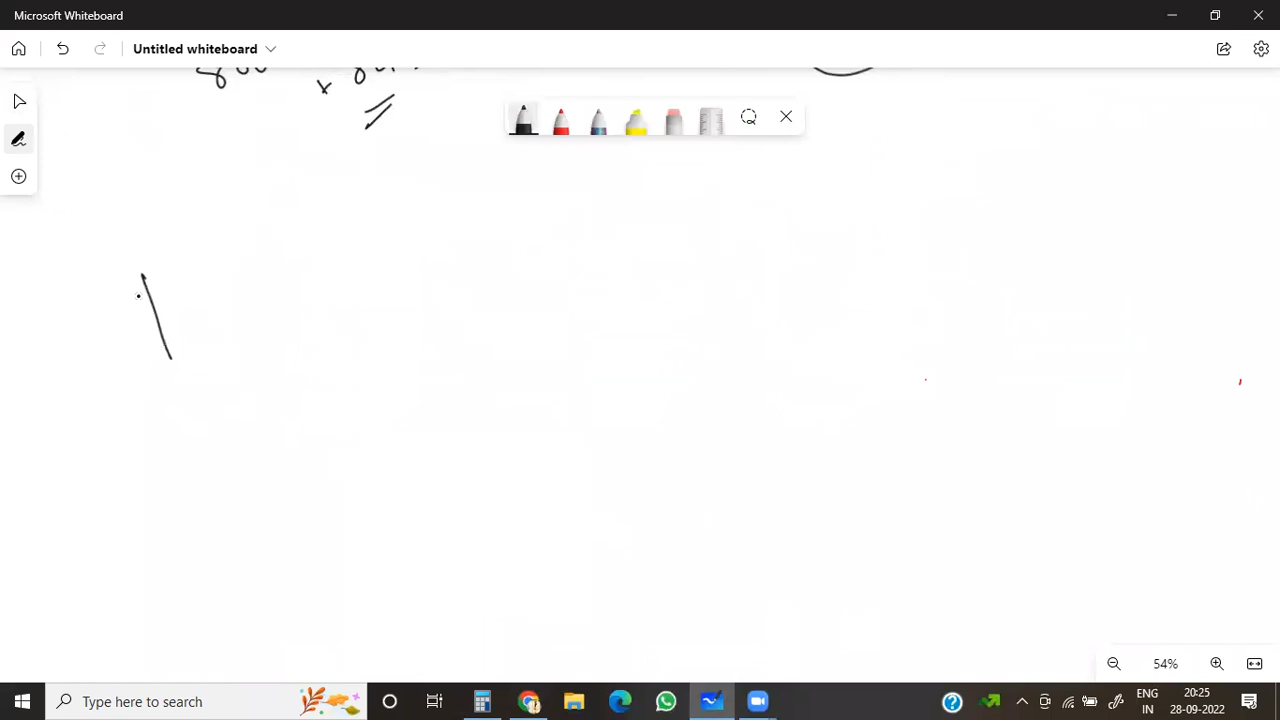 Microsoft Whiteboard
Untitled whiteboard
54%
Type here to search
ENG
IN
20:25
28-09-2022